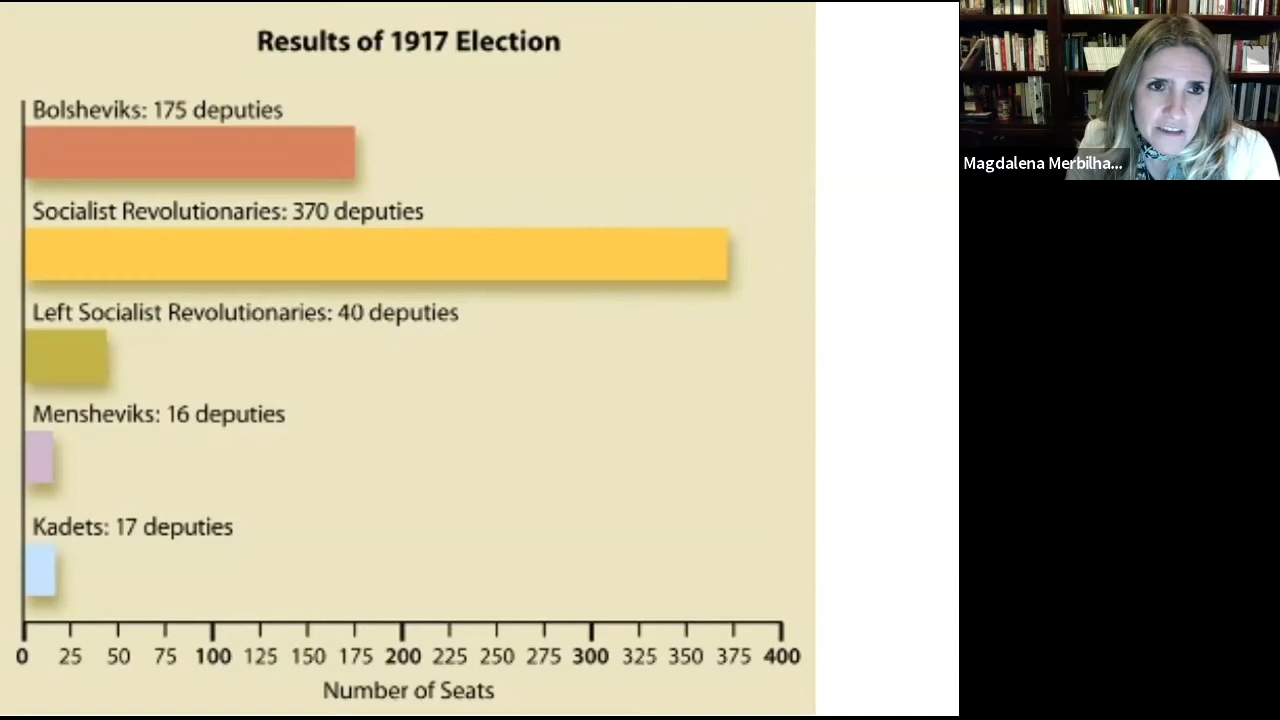 Results of 1917 Election
Bolsheviks: 175 deputies
Socialist Revolutionaries: 370 deputies
Left Socialist Revolutionaries: 40 deputies
Mensheviks: 16 deputies
Kadets: 17 deputies
0 25 50 75 100 125 150 175 200 225 250 275 300 325 350 375 400
Number of Seats
Magdalena Merbilha...